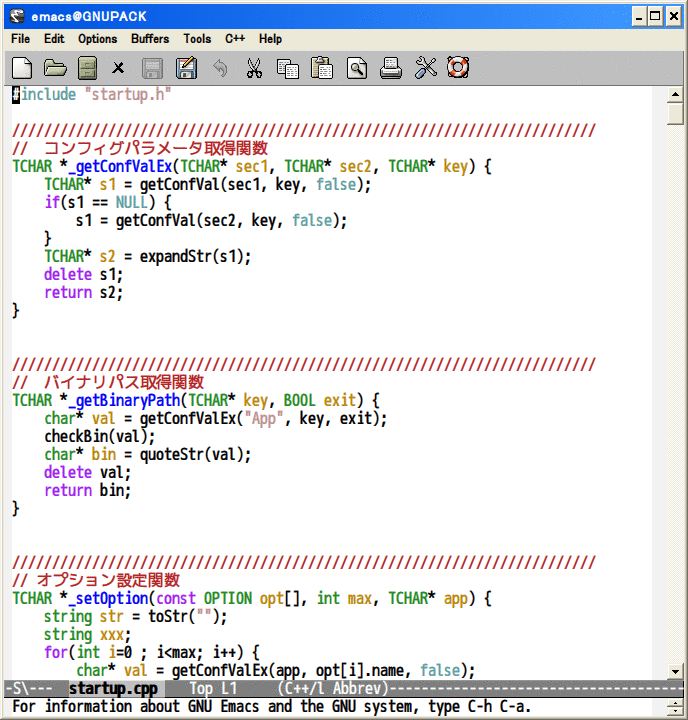 emacs@GNUPACK
File Edit Options Buffers Tools C++ Help
#include "startup.h"
/////////////////////////////////////////////////////////////////////////
//  コンフィグパラメータ取得関数
TCHAR *_getConfValEx(TCHAR* sec1, TCHAR* sec2, TCHAR* key) {
    TCHAR* s1 = getConfVal(sec1, key, false);
    if(s1 == NULL) {
        s1 = getConfVal(sec2, key, false);
    }
    TCHAR* s2 = expandStr(s1);
    delete s1;
    return s2;
}
/////////////////////////////////////////////////////////////////////////
//  バイナリパス取得関数
TCHAR *_getBinaryPath(TCHAR* key, BOOL exit) {
    char* val = getConfValEx("App", key, exit);
    checkBin(val);
    char* bin = quoteStr(val);
    delete val;
    return bin;
}
/////////////////////////////////////////////////////////////////////////
// オプション設定関数
TCHAR *_setOption(const OPTION opt[], int max, TCHAR* app) {
    string str = toStr("");
    string xxx;
    for(int i=0 ; i<max; i++) {
        char* val = getConfValEx(app, opt[i].name, false);
-S\---  startup.cpp    Top L1     (C++/l Abbrev)-------------------------------------
For information about GNU Emacs and the GNU system, type C-h C-a.